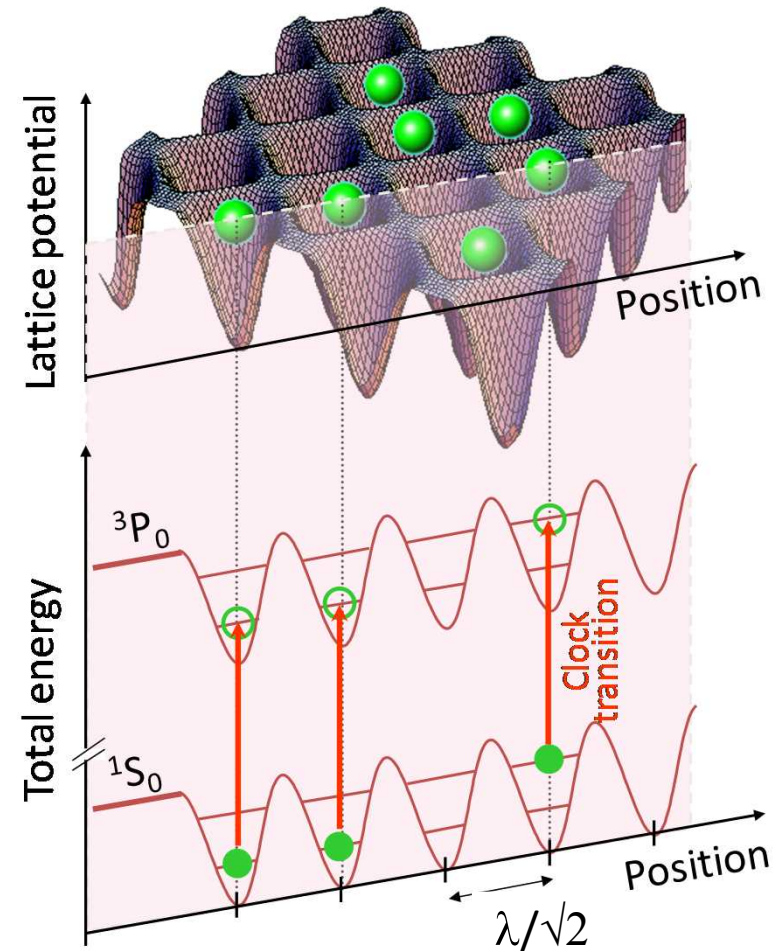 Lattice potential
Position
³P₀
Clock
transition
Total energy
¹S₀
Position
λ/√2